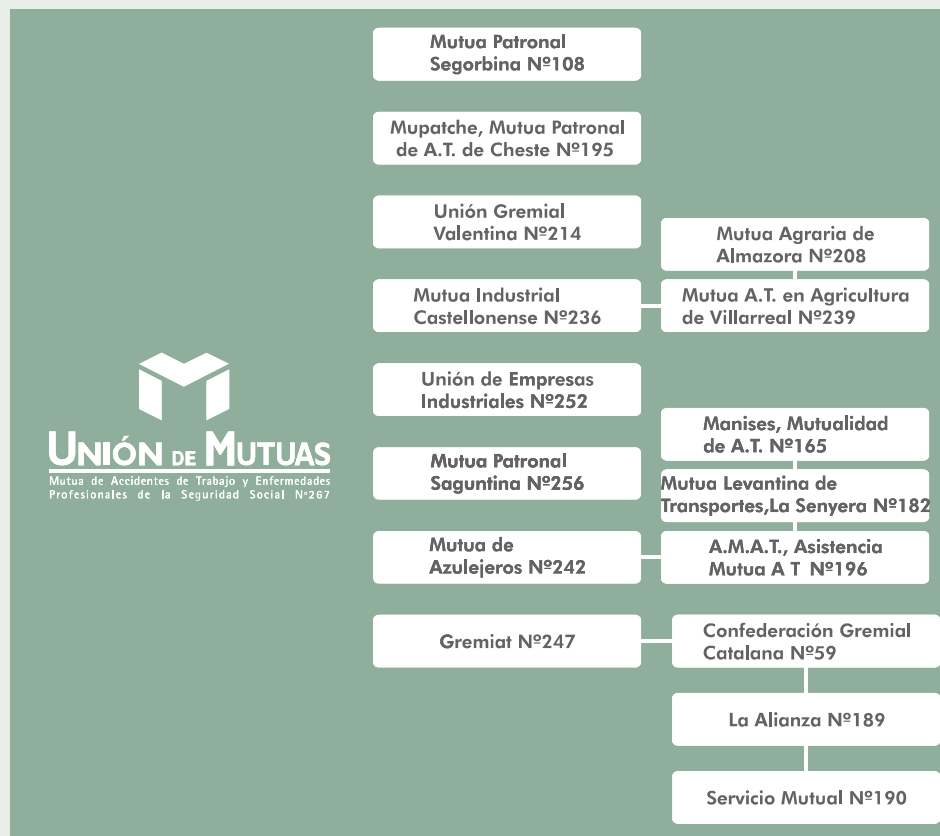 Mutua Patronal
Segorbina Nº108
Mupatche, Mutua Patronal
de A.T. de Cheste Nº195
Unión Gremial
Valentina Nº214
Mutua Agraria de
Almazora Nº208
Mutua Industrial
Castellonense Nº236
Mutua A.T. en Agricultura
de Villarreal Nº239
Unión de Empresas
Industriales Nº252
Manises, Mutualidad
de A.T. Nº165
UNIÓN DE MUTUAS
Mutua de Accidentes de Trabajo y Enfermedades
Profesionales de la Seguridad Social Nº267
Mutua Patronal
Saguntina Nº256
Mutua Levantina de
Transportes,La Senyera Nº182
Mutua de
Azulejeros Nº242
A.M.A.T., Asistencia
Mutua A T Nº196
Gremiat Nº247
Confederación Gremial
Catalana Nº59
La Alianza Nº189
Servicio Mutual Nº190